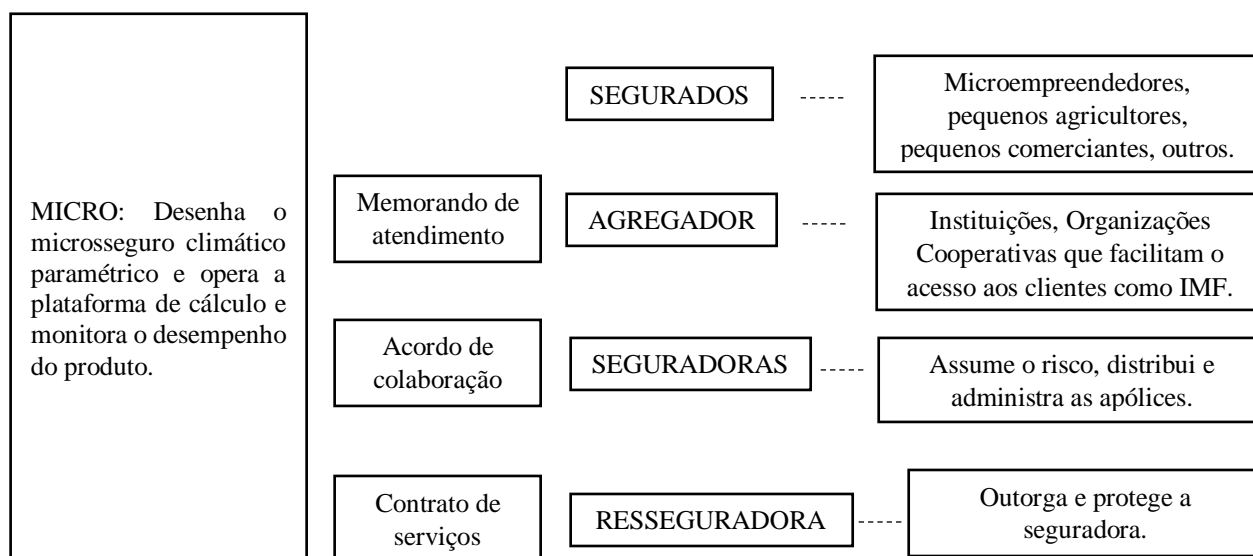 MICRO: Desenha o
microsseguro climático
paramétrico e opera a
plataforma de cálculo e
monitora o desempenho
do produto.
SEGURADOS
Microempreendedores,
pequenos agricultores,
pequenos comerciantes, outros.
Memorando de
atendimento
AGREGADOR
Instituições, Organizações
Cooperativas que facilitam o
acesso aos clientes como IMF.
Acordo de
colaboração
SEGURADORAS
Assume o risco, distribui e
administra as apólices.
Contrato de
serviços
RESSEGURADORA
Outorga e protege a
seguradora.